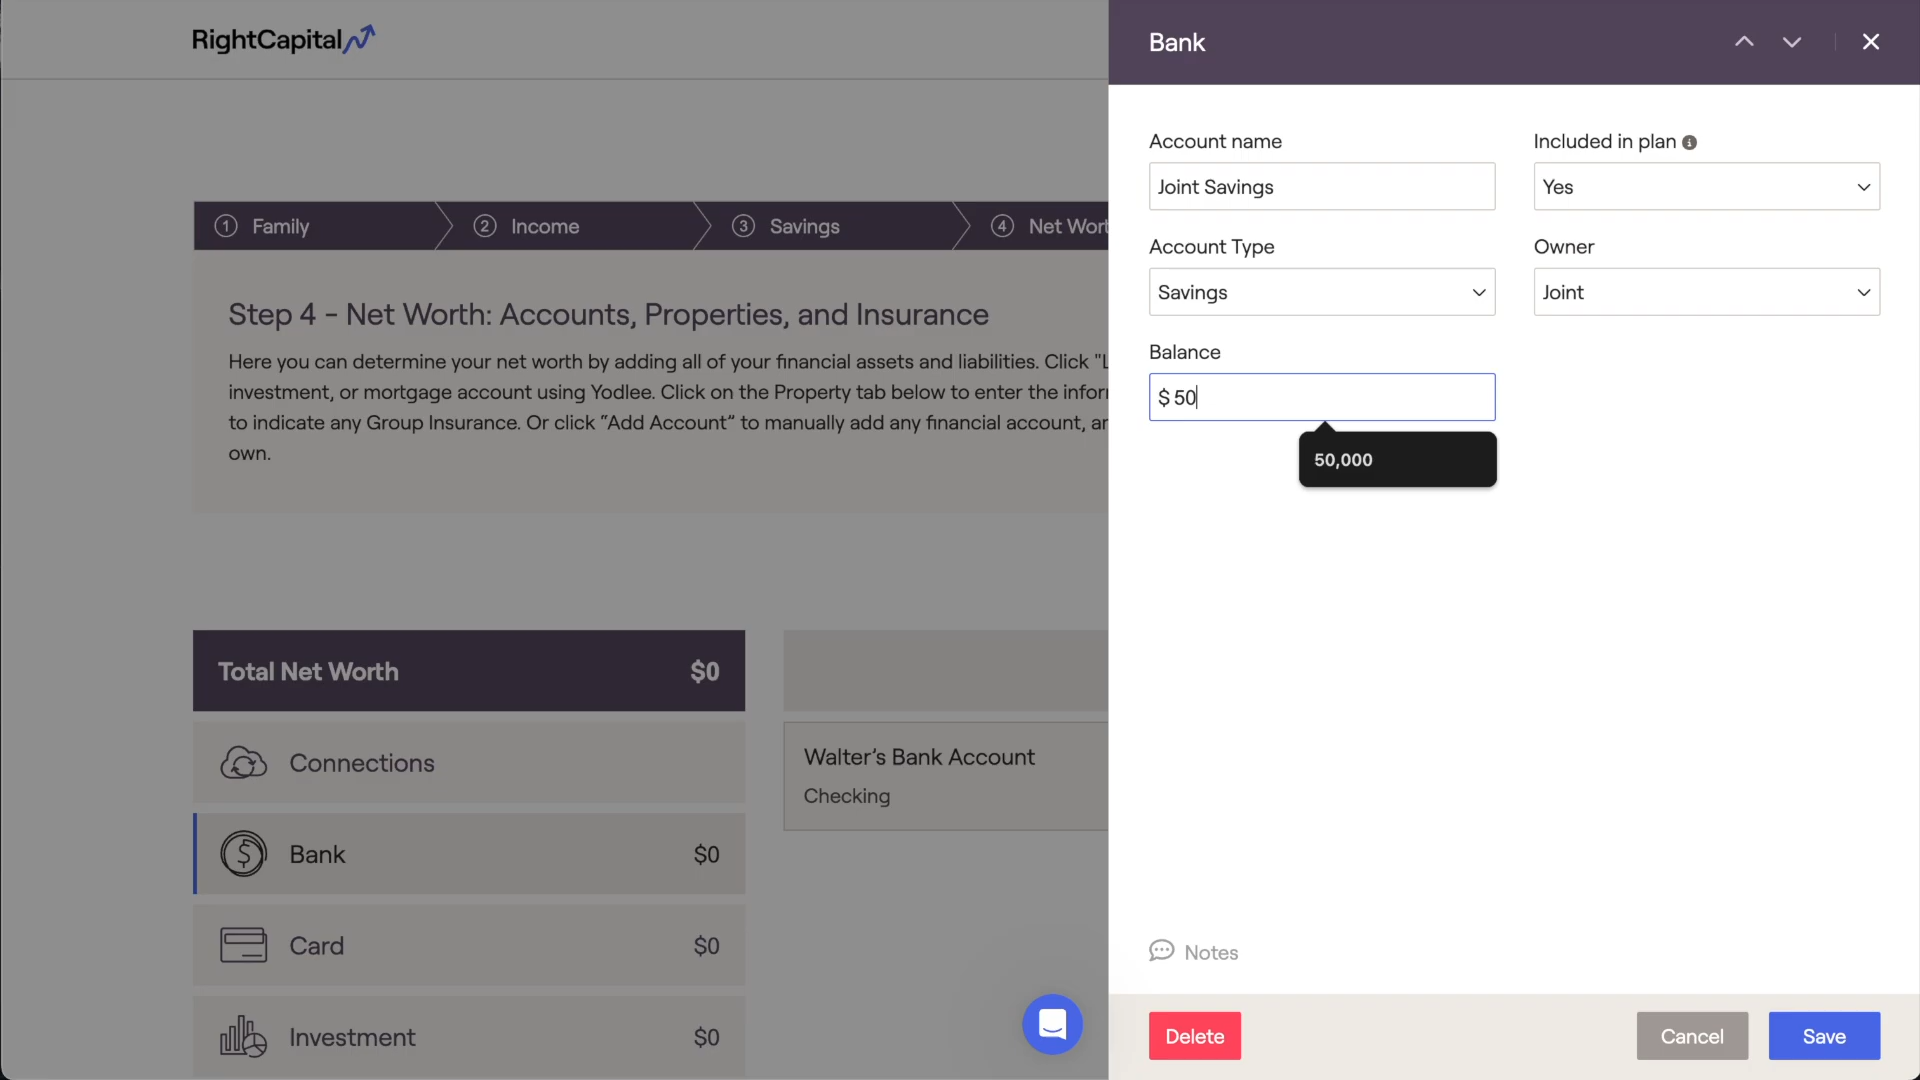 RightCapital
1 Family
2 Income
3 Savings
4 Net Wort
Step 4 - Net Worth: Accounts, Properties, and Insurance
Here you can determine your net worth by adding all of your financial assets and liabilities. Click "L
investment, or mortgage account using Yodlee. Click on the Property tab below to enter the infor
to indicate any Group Insurance. Or click “Add Account” to manually add any financial account, ar
own.
Total Net Worth $0
Connections
Bank $0
Card $0
Investment $0
Walter’s Bank Account
Checking
Bank
Account name
Joint Savings
Included in plan
Yes
Account Type
Savings
Owner
Joint
Balance
$ 50
50,000
Notes
Delete
Cancel
Save